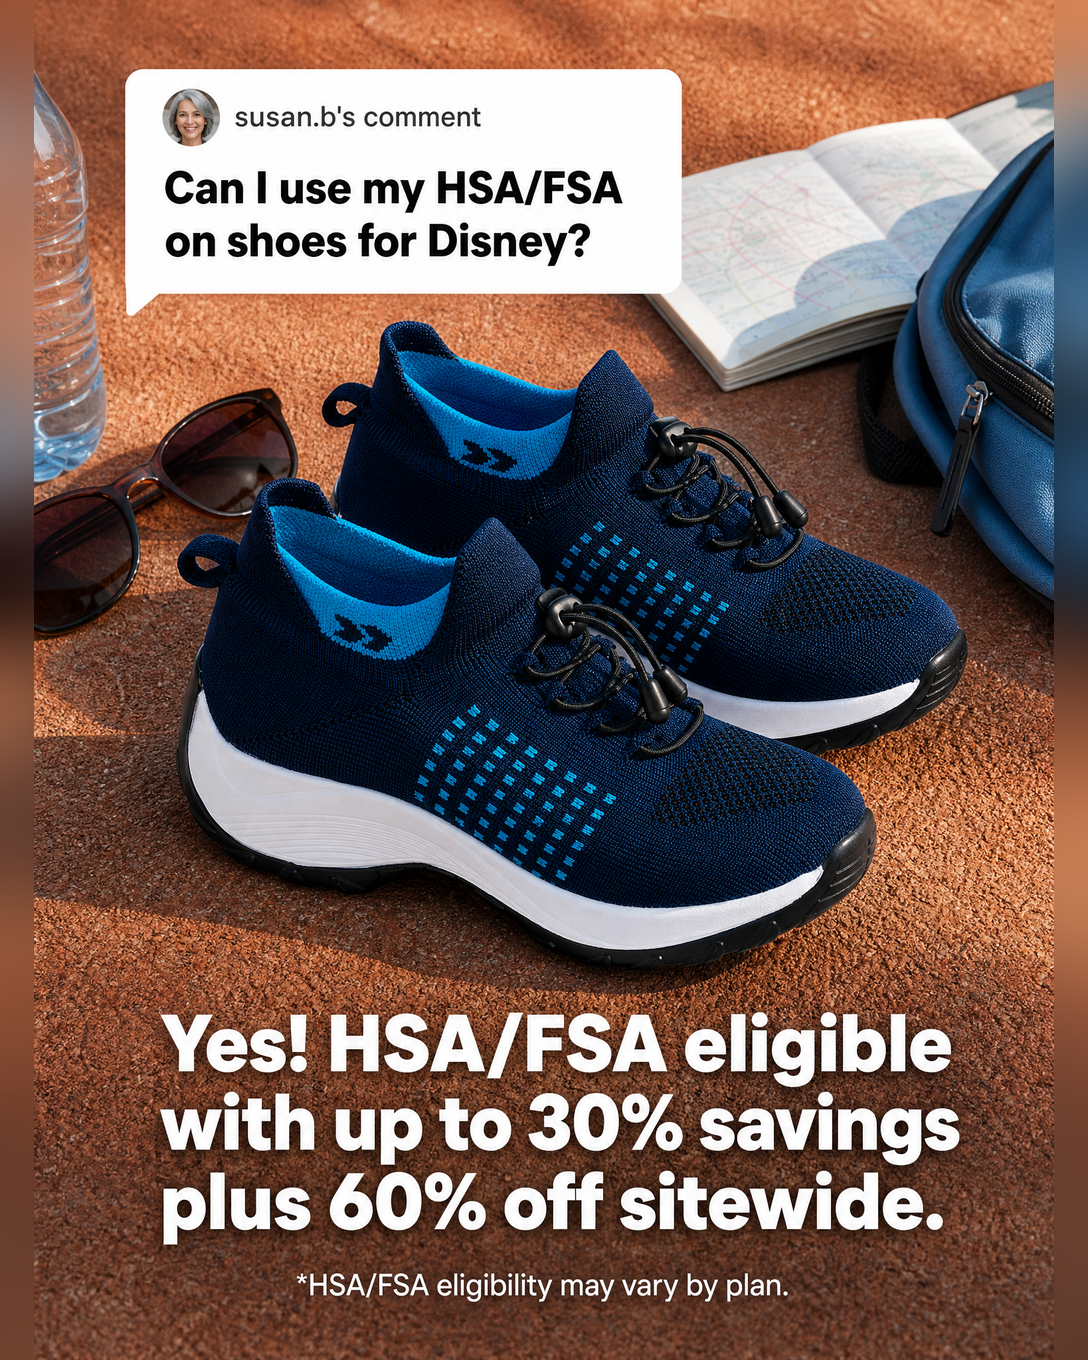 susan.b's comment
Can I use my HSA/FSA
on shoes for Disney?
Yes! HSA/FSA eligible
with up to 30% savings
plus 60% off sitewide.
*HSA/FSA eligibility may vary by plan.